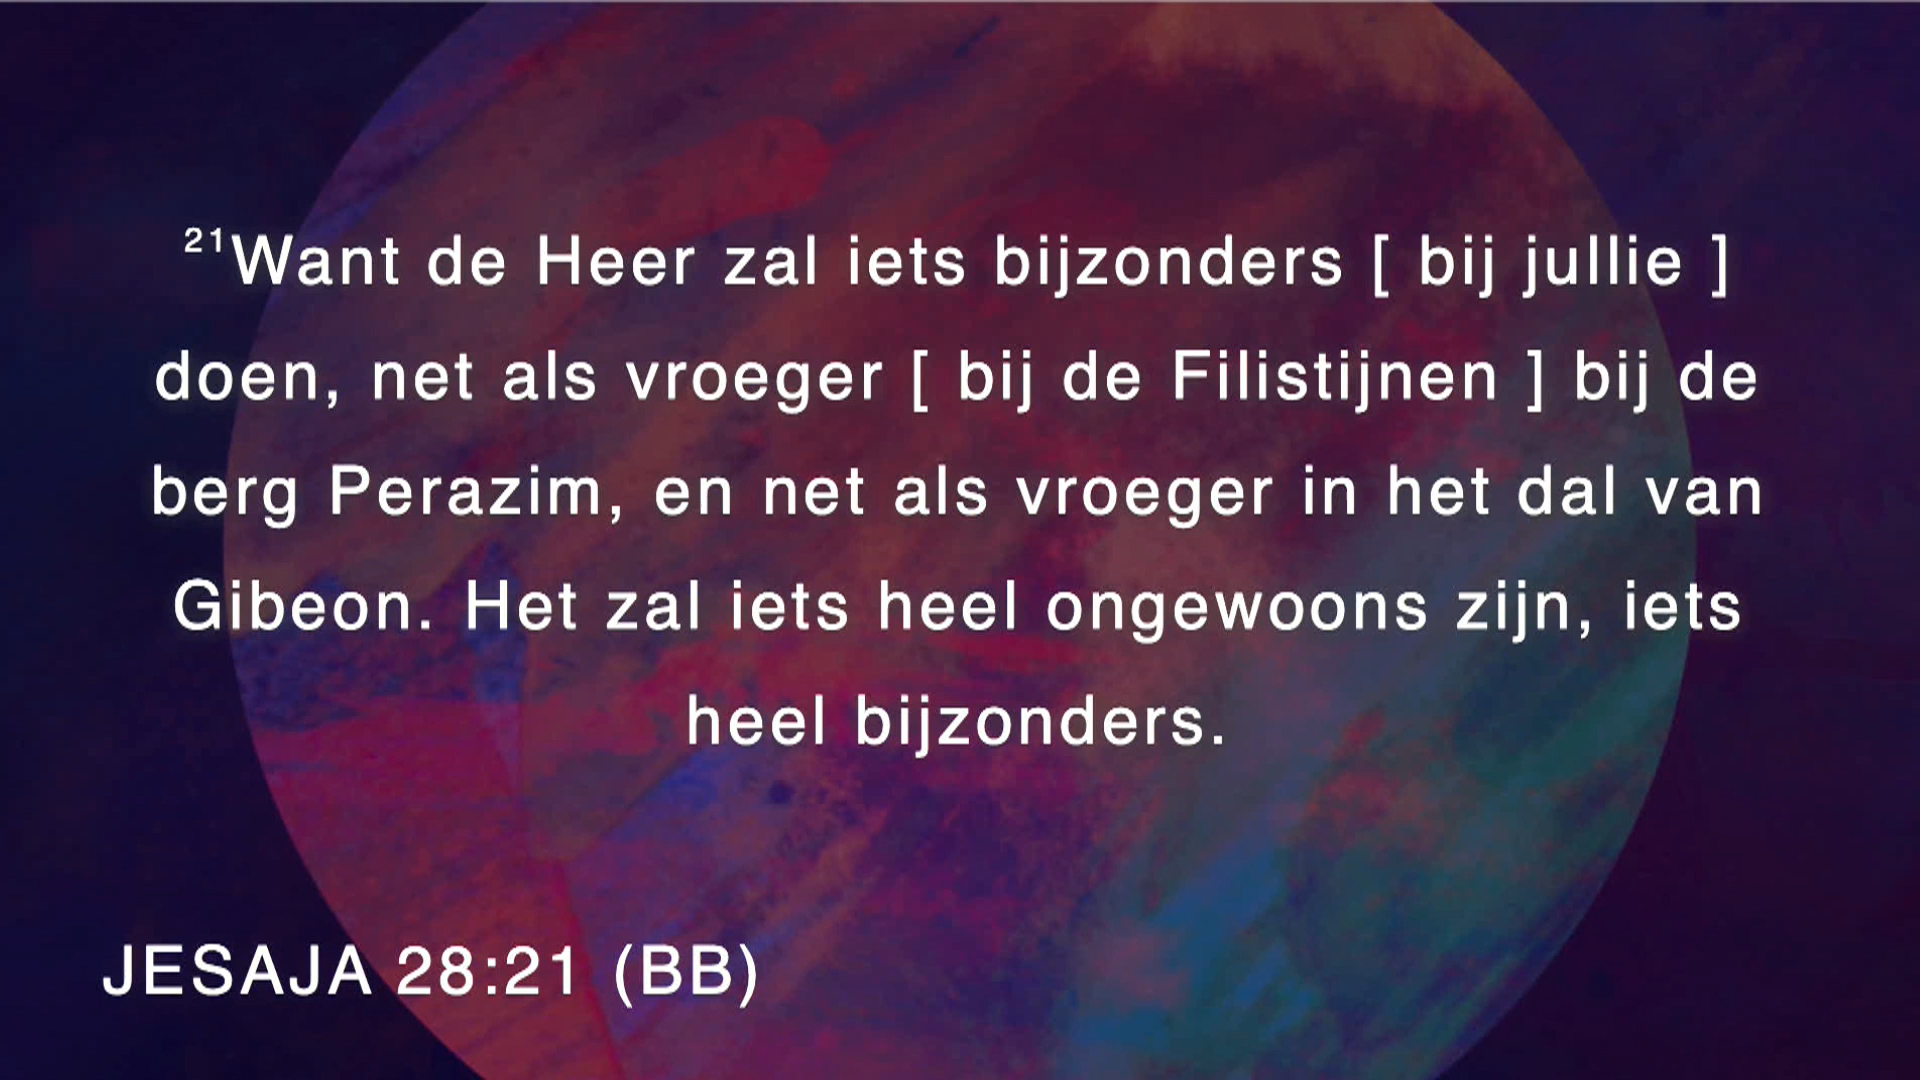 ²¹Want de Heer zal iets bijzonders [ bij jullie ]
doen, net als vroeger [ bij de Filistijnen ] bij de
berg Perazim, en net als vroeger in het dal van
Gibeon. Het zal iets heel ongewoons zijn, iets
heel bijzonders.
JESAJA 28:21 (BB)